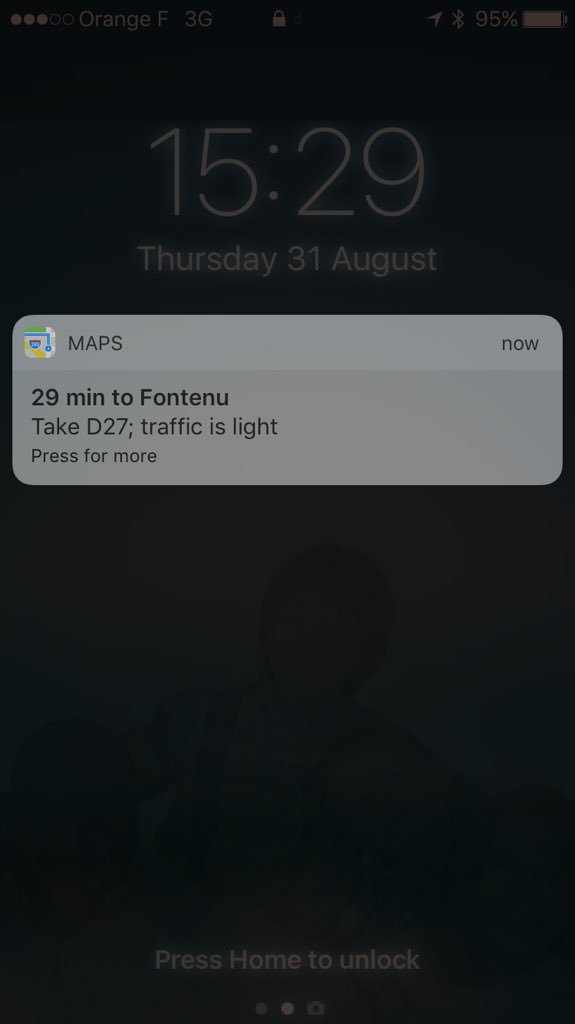 Orange F 3G 95%
15:29
Thursday 31 August
MAPS now
29 min to Fontenu
Take D27; traffic is light
Press for more
Press Home to unlock